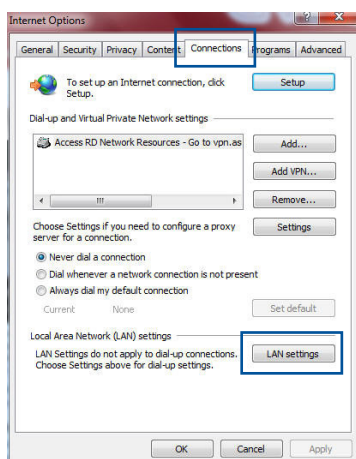 Internet Options
General Security Privacy Content Connections Programs Advanced
To set up an Internet connection, click
Setup.
Setup
Dial-up and Virtual Private Network settings
Access RD Network Resources - Go to vpn.as
Add...
Add VPN...
Remove...
Choose Settings if you need to configure a proxy
server for a connection.
Settings
Never dial a connection
Dial whenever a network connection is not present
Always dial my default connection
Current None
Set default
Local Area Network (LAN) settings
LAN Settings do not apply to dial-up connections.
Choose Settings above for dial-up settings.
LAN settings
OK Cancel Apply